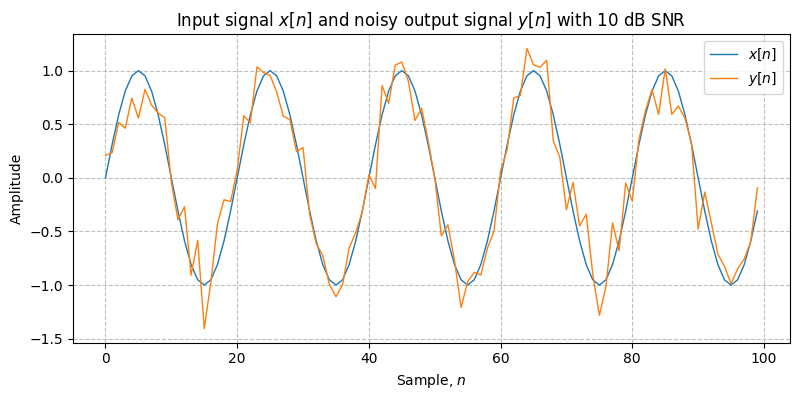 Input signal x[n] and noisy output signal y[n] with 10 dB SNR
x[n]
y[n]
Amplitude
1.0
0.5
0.0
−0.5
−1.0
−1.5
0 20 40 60 80 100
Sample, n